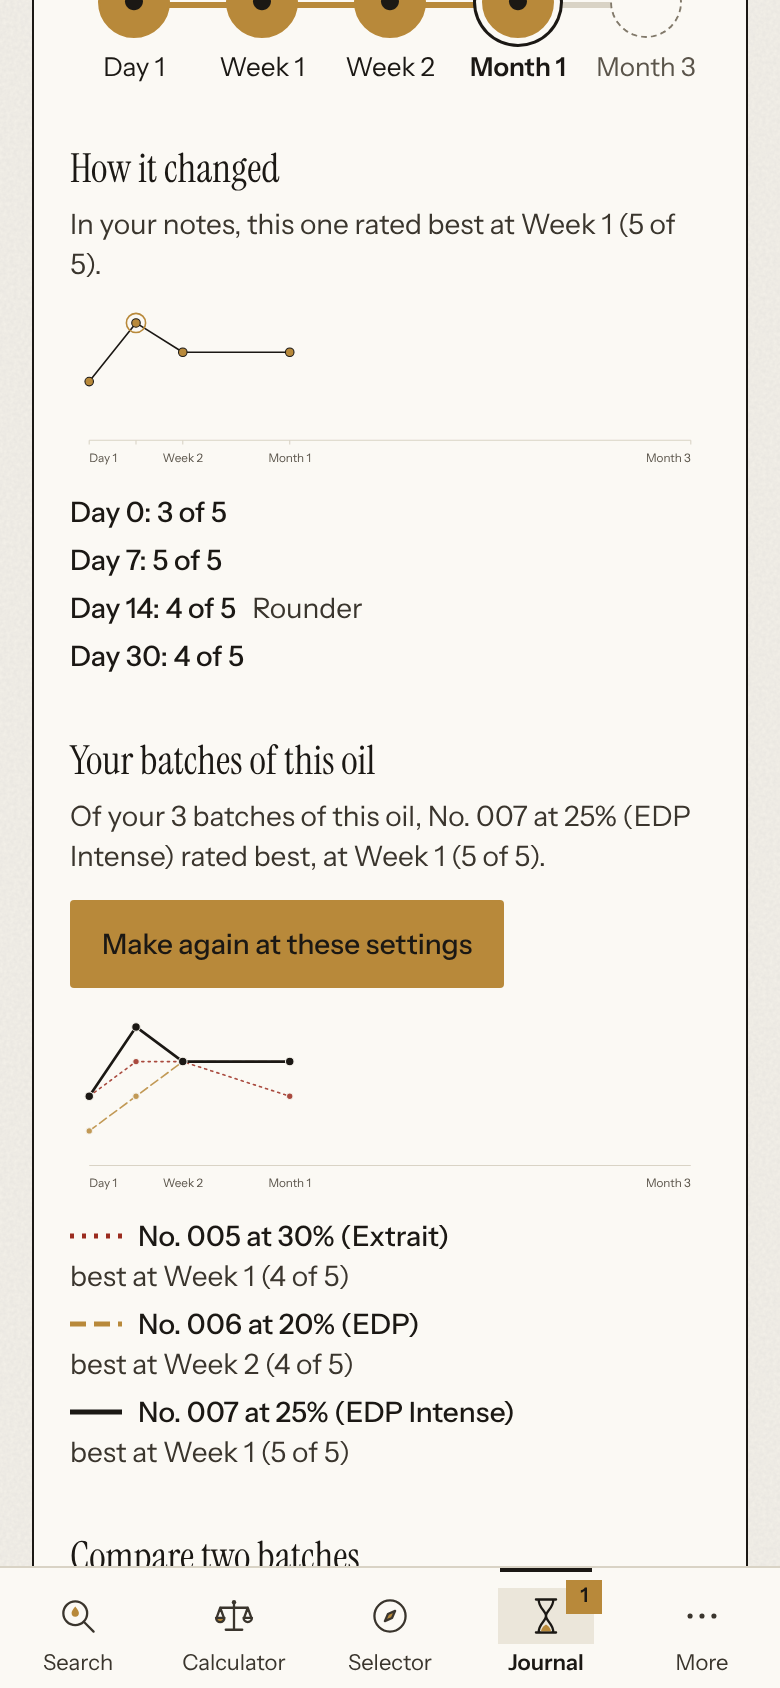 Day 1 Week 1 Week 2 Month 1 Month 3
How it changed
In your notes, this one rated best at Week 1 (5 of
5).
Day 1 Week 2 Month 1 Month 3
Day 0: 3 of 5
Day 7: 5 of 5
Day 14: 4 of 5 Rounder
Day 30: 4 of 5
Your batches of this oil
Of your 3 batches of this oil, No. 007 at 25% (EDP
Intense) rated best, at Week 1 (5 of 5).
Make again at these settings
Day 1 Week 2 Month 1 Month 3
No. 005 at 30% (Extrait)
best at Week 1 (4 of 5)
No. 006 at 20% (EDP)
best at Week 2 (4 of 5)
No. 007 at 25% (EDP Intense)
best at Week 1 (5 of 5)
Compare two batches
1
Search Calculator Selector Journal More